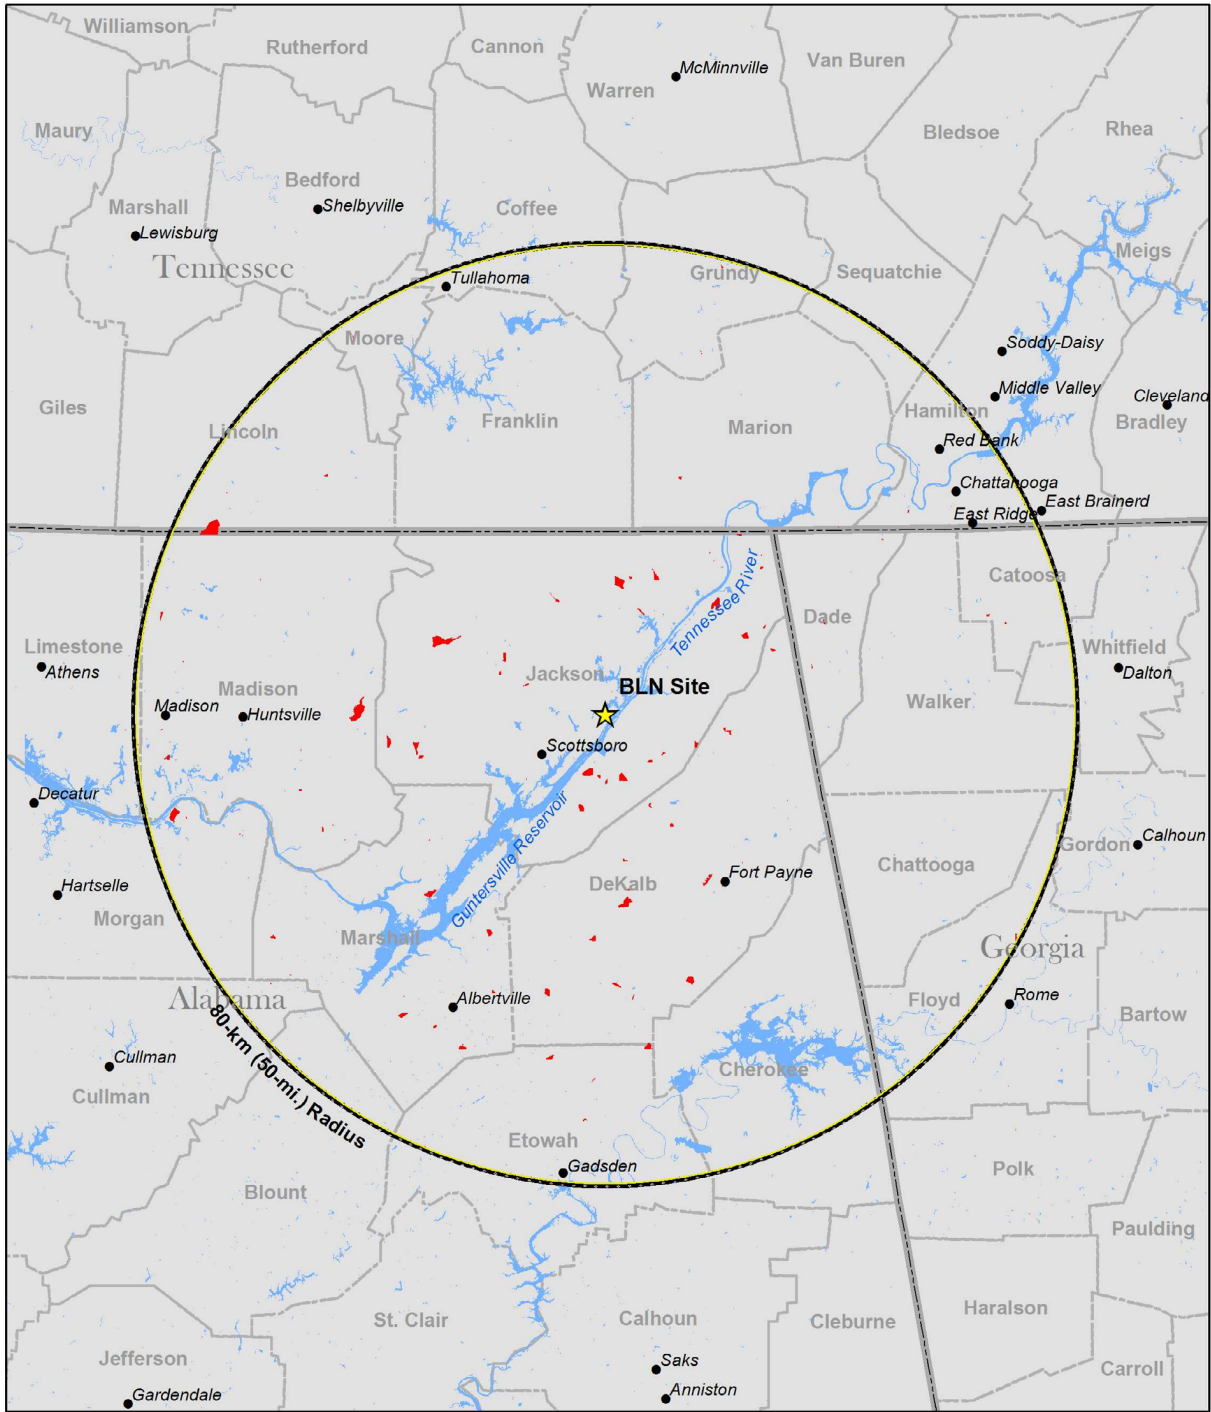 Williamson
Rutherford
Cannon
McMinnville
Van Buren
Warren
Maury
Bledsoe
Rhea
Bedford
Marshall
Shelbyville
Coffee
Lewisburg
Meigs
Tennessee
Grundy
Sequatchie
Tullahoma
Moore
Soddy-Daisy
Middle Valley
Cleveland
Giles
Hamilton
Franklin
Marion
Bradley
Lincoln
Red Bank
Chattanooga
East Brainerd
East Ridge
Catoosa
Tennessee River
Dade
Limestone
Whitfield
Athens
Jackson
Dalton
Madison
BLN Site
Walker
Madison
Huntsville
Scottsboro
Decatur
Guntersville Reservoir
Calhoun
Gordon
Chattooga
Fort Payne
DeKalb
Hartselle
Morgan
Marshall
Georgia
Alabama
Albertville
Floyd
Rome
Bartow
80-km (50-mi.) Radius
Cullman
Cherokee
Cullman
Etowah
Gadsden
Polk
Blount
Paulding
Haralson
St. Clair
Calhoun
Cleburne
Jefferson
Saks
Carroll
Gardendale
Anniston